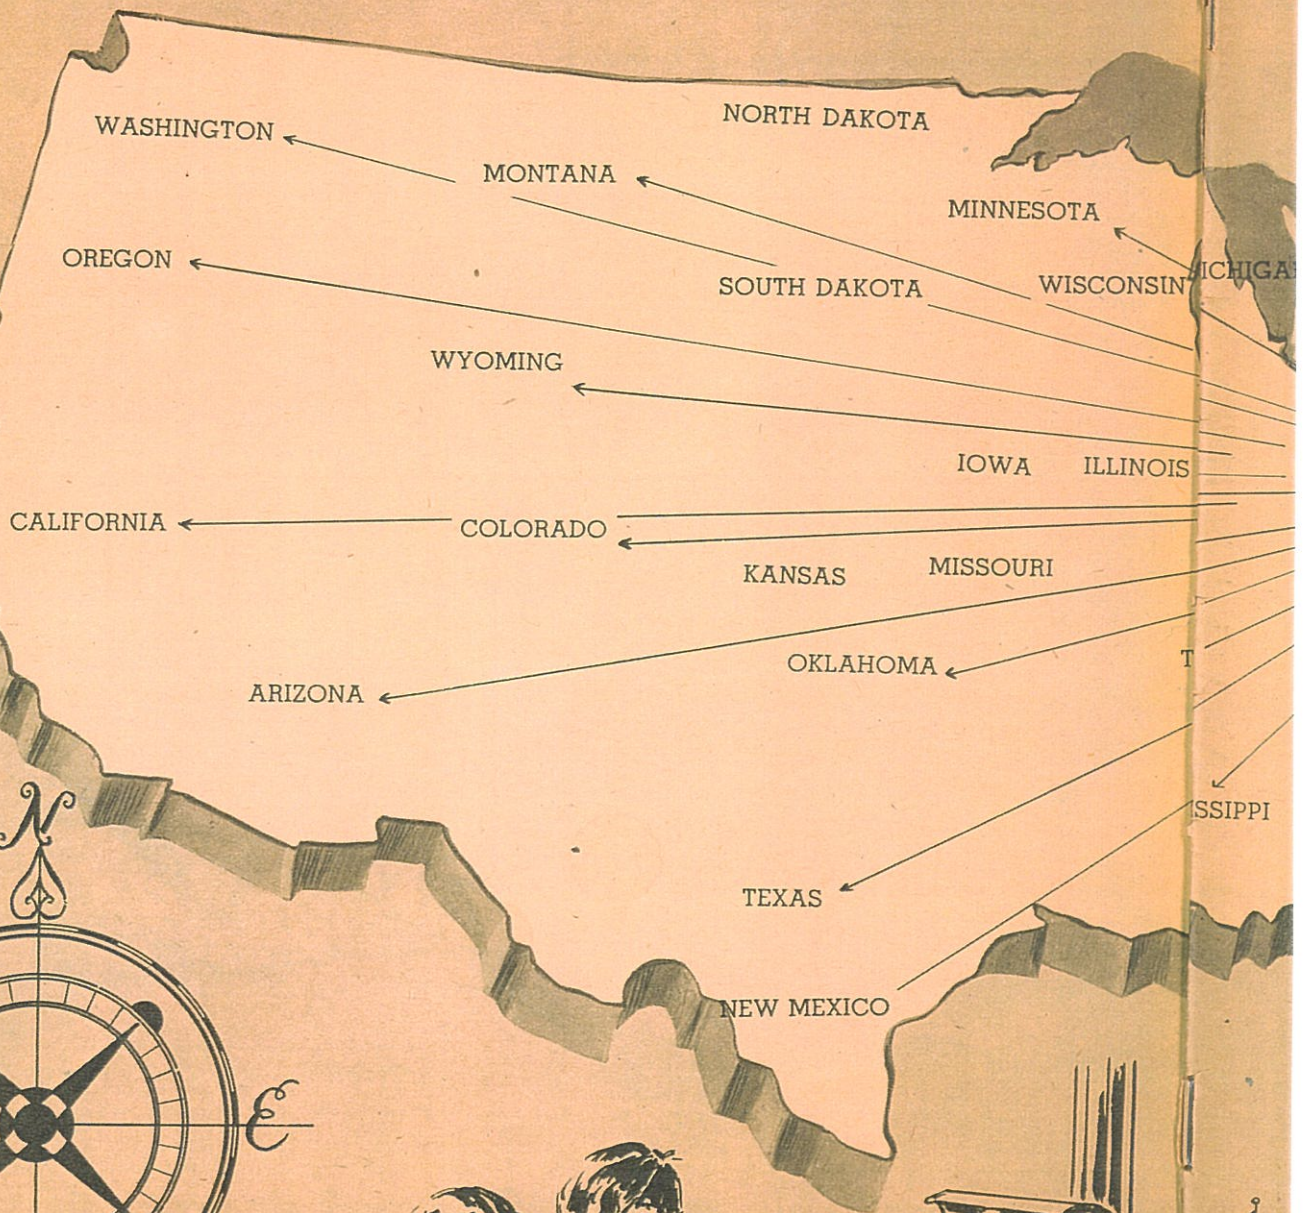 NORTH DAKOTA
WASHINGTON
MONTANA
MINNESOTA
OREGON
ICHIGA
SOUTH DAKOTA
WISCONSIN
WYOMING
IOWA
ILLINOIS
CALIFORNIA
COLORADO
KANSAS
MISSOURI
OKLAHOMA
T
ARIZONA
SSIPPI
N
TEXAS
NEW MEXICO
E